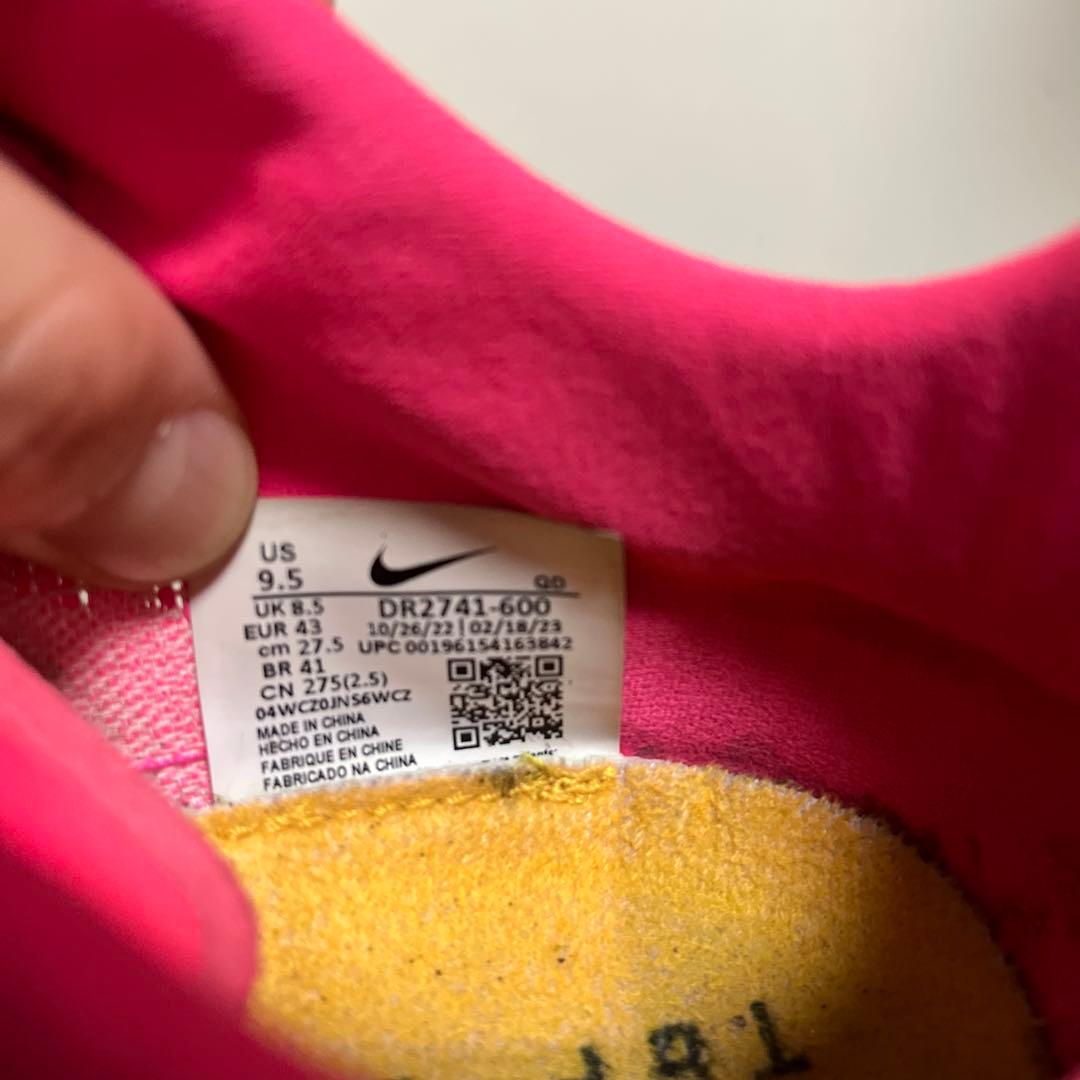 US
9.5
QD
UK 8.5 DR2741-600
EUR 43 10/26/22 | 02/18/23
cm 27.5 UPC 00196154163842
BR 41
CN 275(2.5)
04WCZ0JNS6WCZ
MADE IN CHINA
HECHO EN CHINA
FABRIQUE EN CHINE
FABRICADO NA CHINA